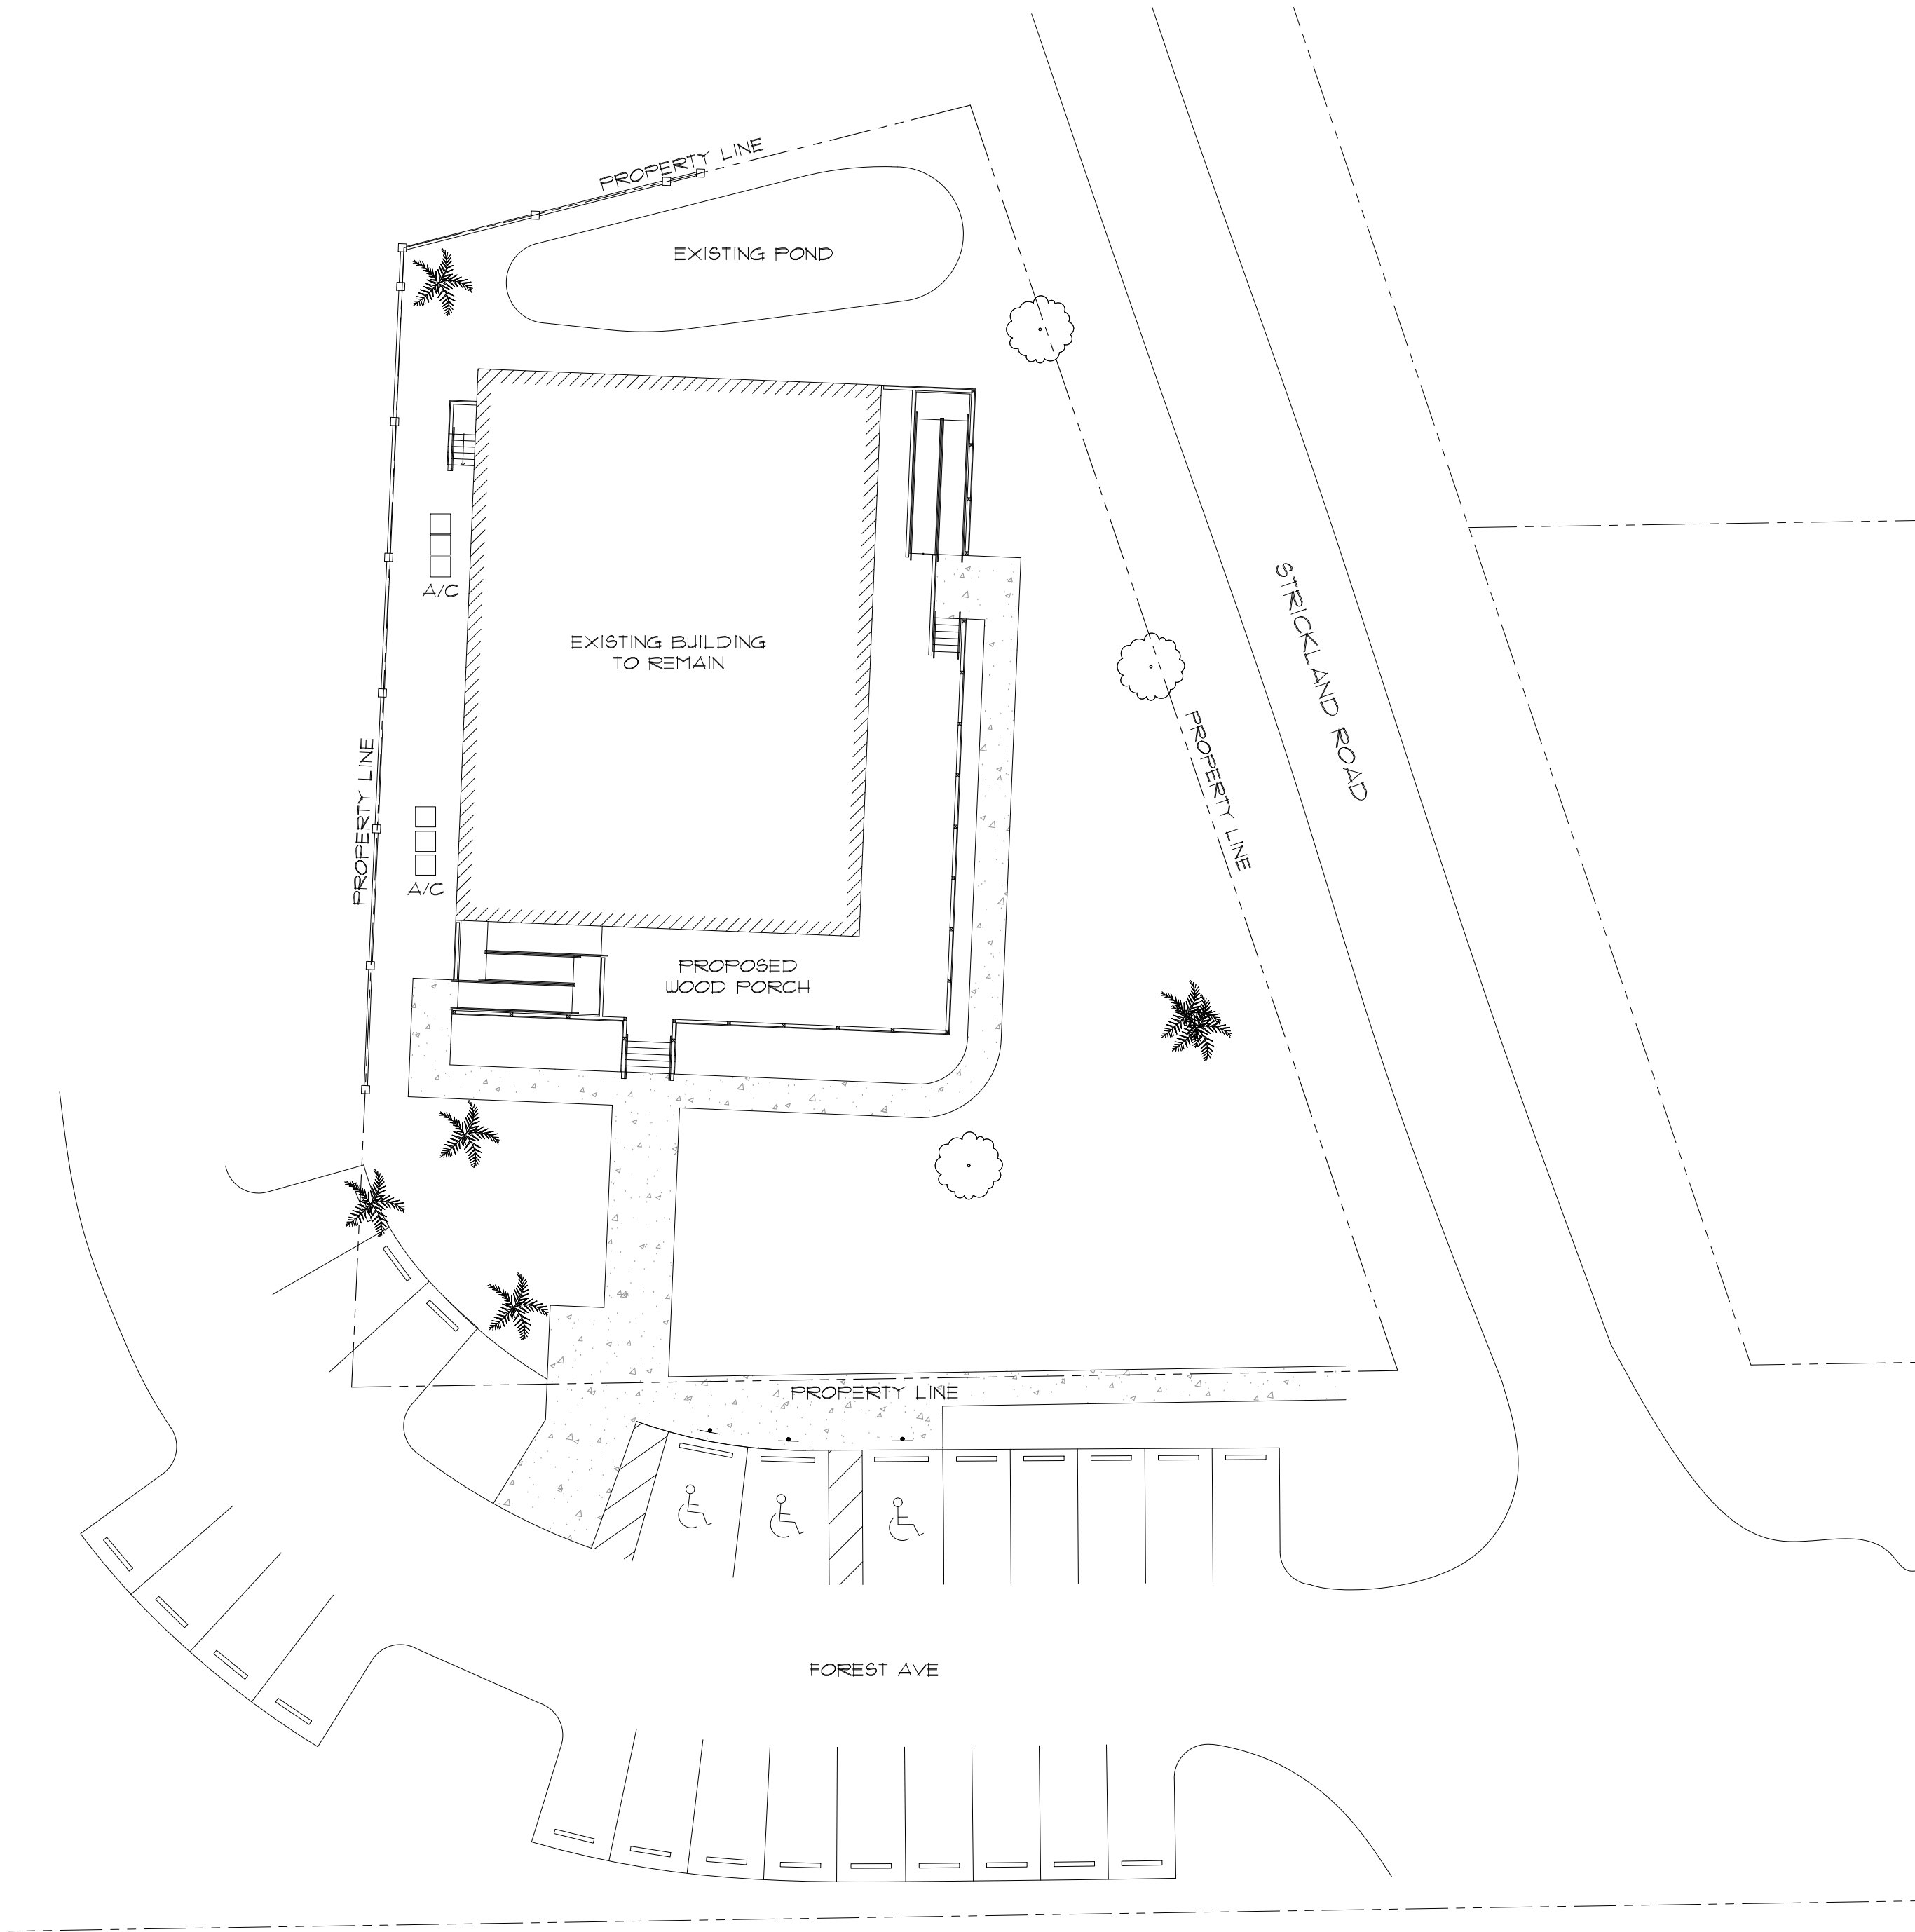 PROPERTY LINE
EXISTING POND
STRICKLAND ROAD
A/C
EXISTING BUILDING
TO REMAIN
PROPERTY LINE
PROPERTY LINE
A/C
PROPOSED
WOOD PORCH
PROPERTY LINE
FOREST AVE